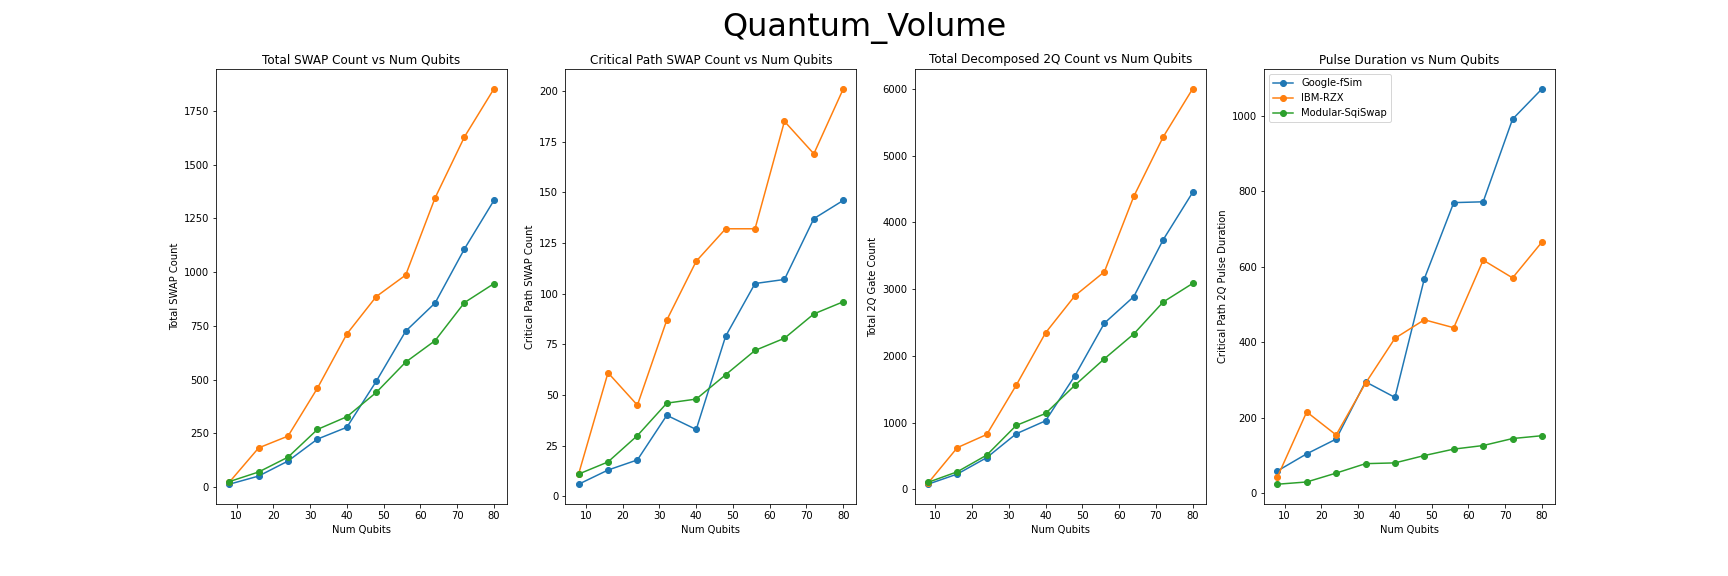 Quantum_Volume
Total SWAP Count vs Num Qubits
Total SWAP Count
1750
1500
1250
1000
750
500
250
0
10 20 30 40 50 60 70 80
Num Qubits
Critical Path SWAP Count vs Num Qubits
Critical Path SWAP Count
200
175
150
125
100
75
50
25
0
10 20 30 40 50 60 70 80
Num Qubits
Total Decomposed 2Q Count vs Num Qubits
Total 2Q Gate Count
6000
5000
4000
3000
2000
1000
0
10 20 30 40 50 60 70 80
Num Qubits
Pulse Duration vs Num Qubits
Google-fSim
IBM-RZX
Modular-SqiSwap
Critical Path 2Q Pulse Duration
1000
800
600
400
200
0
10 20 30 40 50 60 70 80
Num Qubits